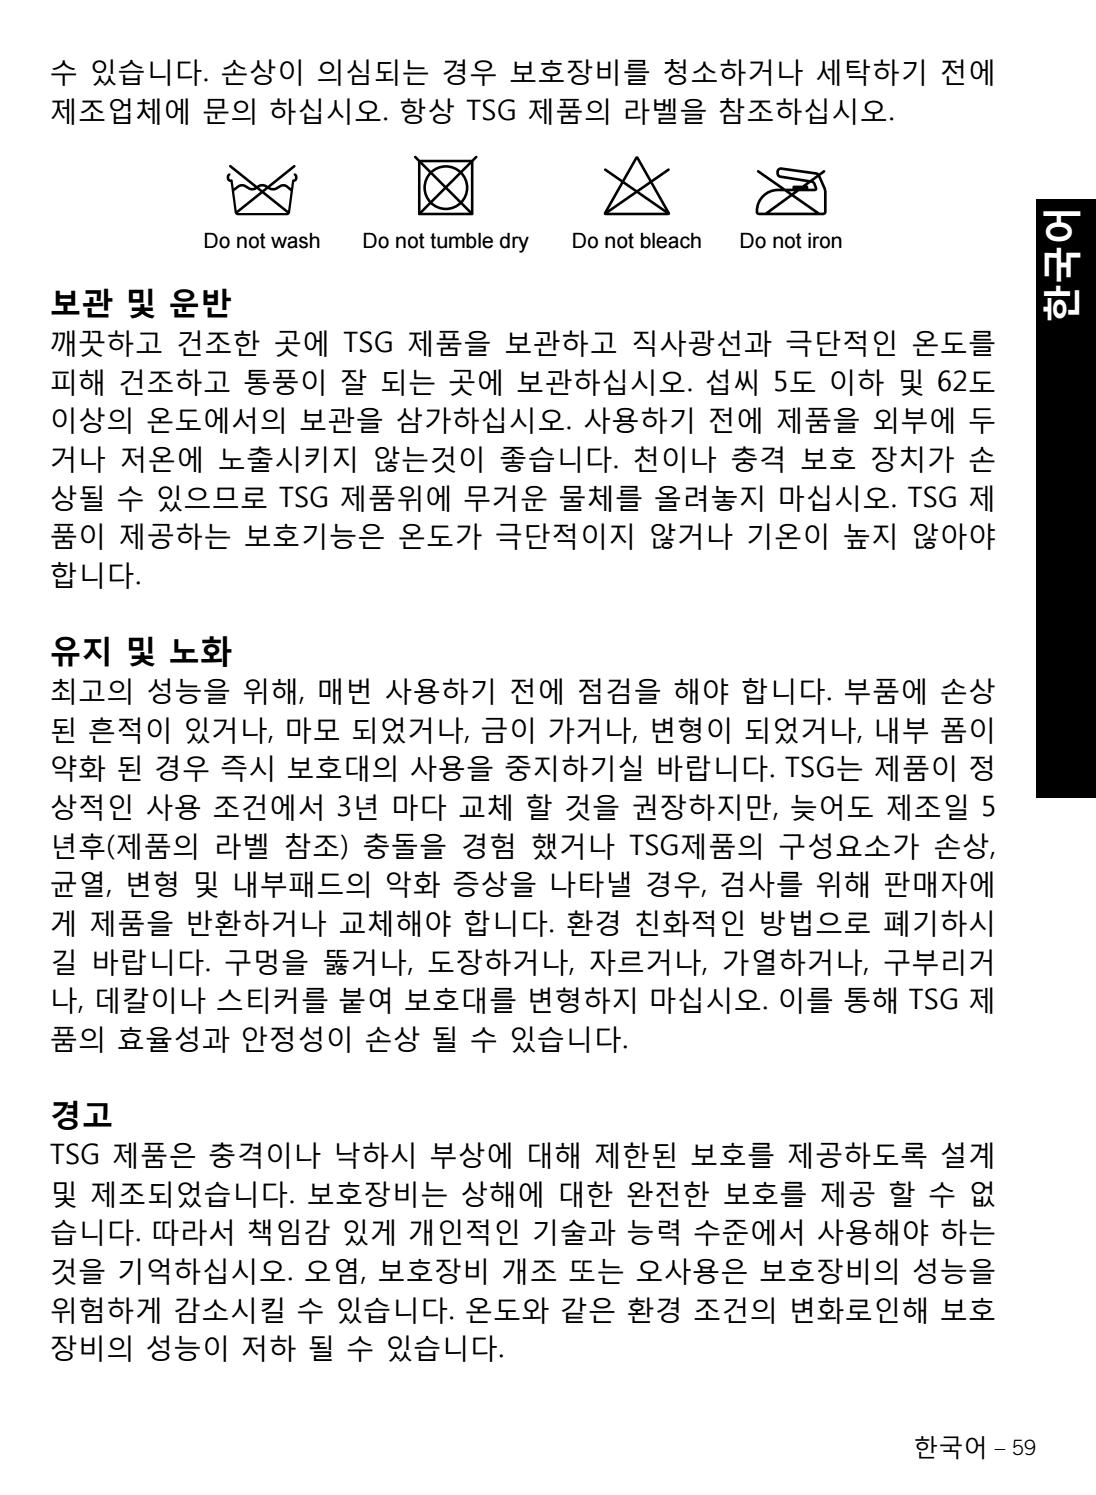 수 있습니다. 손상이 의심되는 경우 보호장비를 청소하거나 세탁하기 전에
제조업체에 문의 하십시오. 항상 TSG 제품의 라벨을 참조하십시오.
Do not wash
Do not tumble dry
Do not bleach
Do not iron
한국어
보관 및 운반
깨끗하고 건조한 곳에 TSG 제품을 보관하고 직사광선과 극단적인 온도를
피해 건조하고 통풍이 잘 되는 곳에 보관하십시오. 섭씨 5도 이하 및 62도
이상의 온도에서의 보관을 삼가하십시오. 사용하기 전에 제품을 외부에 두
거나 저온에 노출시키지 않는것이 좋습니다. 천이나 충격 보호 장치가 손
상될 수 있으므로 TSG 제품위에 무거운 물체를 올려놓지 마십시오. TSG 제
품이 제공하는 보호기능은 온도가 극단적이지 않거나 기온이 높지 않아야
합니다.
유지 및 노화
최고의 성능을 위해, 매번 사용하기 전에 점검을 해야 합니다. 부품에 손상
된 흔적이 있거나, 마모 되었거나, 금이 가거나, 변형이 되었거나, 내부 폼이
약화 된 경우 즉시 보호대의 사용을 중지하기실 바랍니다. TSG는 제품이 정
상적인 사용 조건에서 3년 마다 교체 할 것을 권장하지만, 늦어도 제조일 5
년후(제품의 라벨 참조) 충돌을 경험 했거나 TSG제품의 구성요소가 손상,
균열, 변형 및 내부패드의 악화 증상을 나타낼 경우, 검사를 위해 판매자에
게 제품을 반환하거나 교체해야 합니다. 환경 친화적인 방법으로 폐기하시
길 바랍니다. 구멍을 뚫거나, 도장하거나, 자르거나, 가열하거나, 구부리거
나, 데칼이나 스티커를 붙여 보호대를 변형하지 마십시오. 이를 통해 TSG 제
품의 효율성과 안정성이 손상 될 수 있습니다.
경고
TSG 제품은 충격이나 낙하시 부상에 대해 제한된 보호를 제공하도록 설계
및 제조되었습니다. 보호장비는 상해에 대한 완전한 보호를 제공 할 수 없
습니다. 따라서 책임감 있게 개인적인 기술과 능력 수준에서 사용해야 하는
것을 기억하십시오. 오염, 보호장비 개조 또는 오사용은 보호장비의 성능을
위험하게 감소시킬 수 있습니다. 온도와 같은 환경 조건의 변화로인해 보호
장비의 성능이 저하 될 수 있습니다.
한국어 – 59